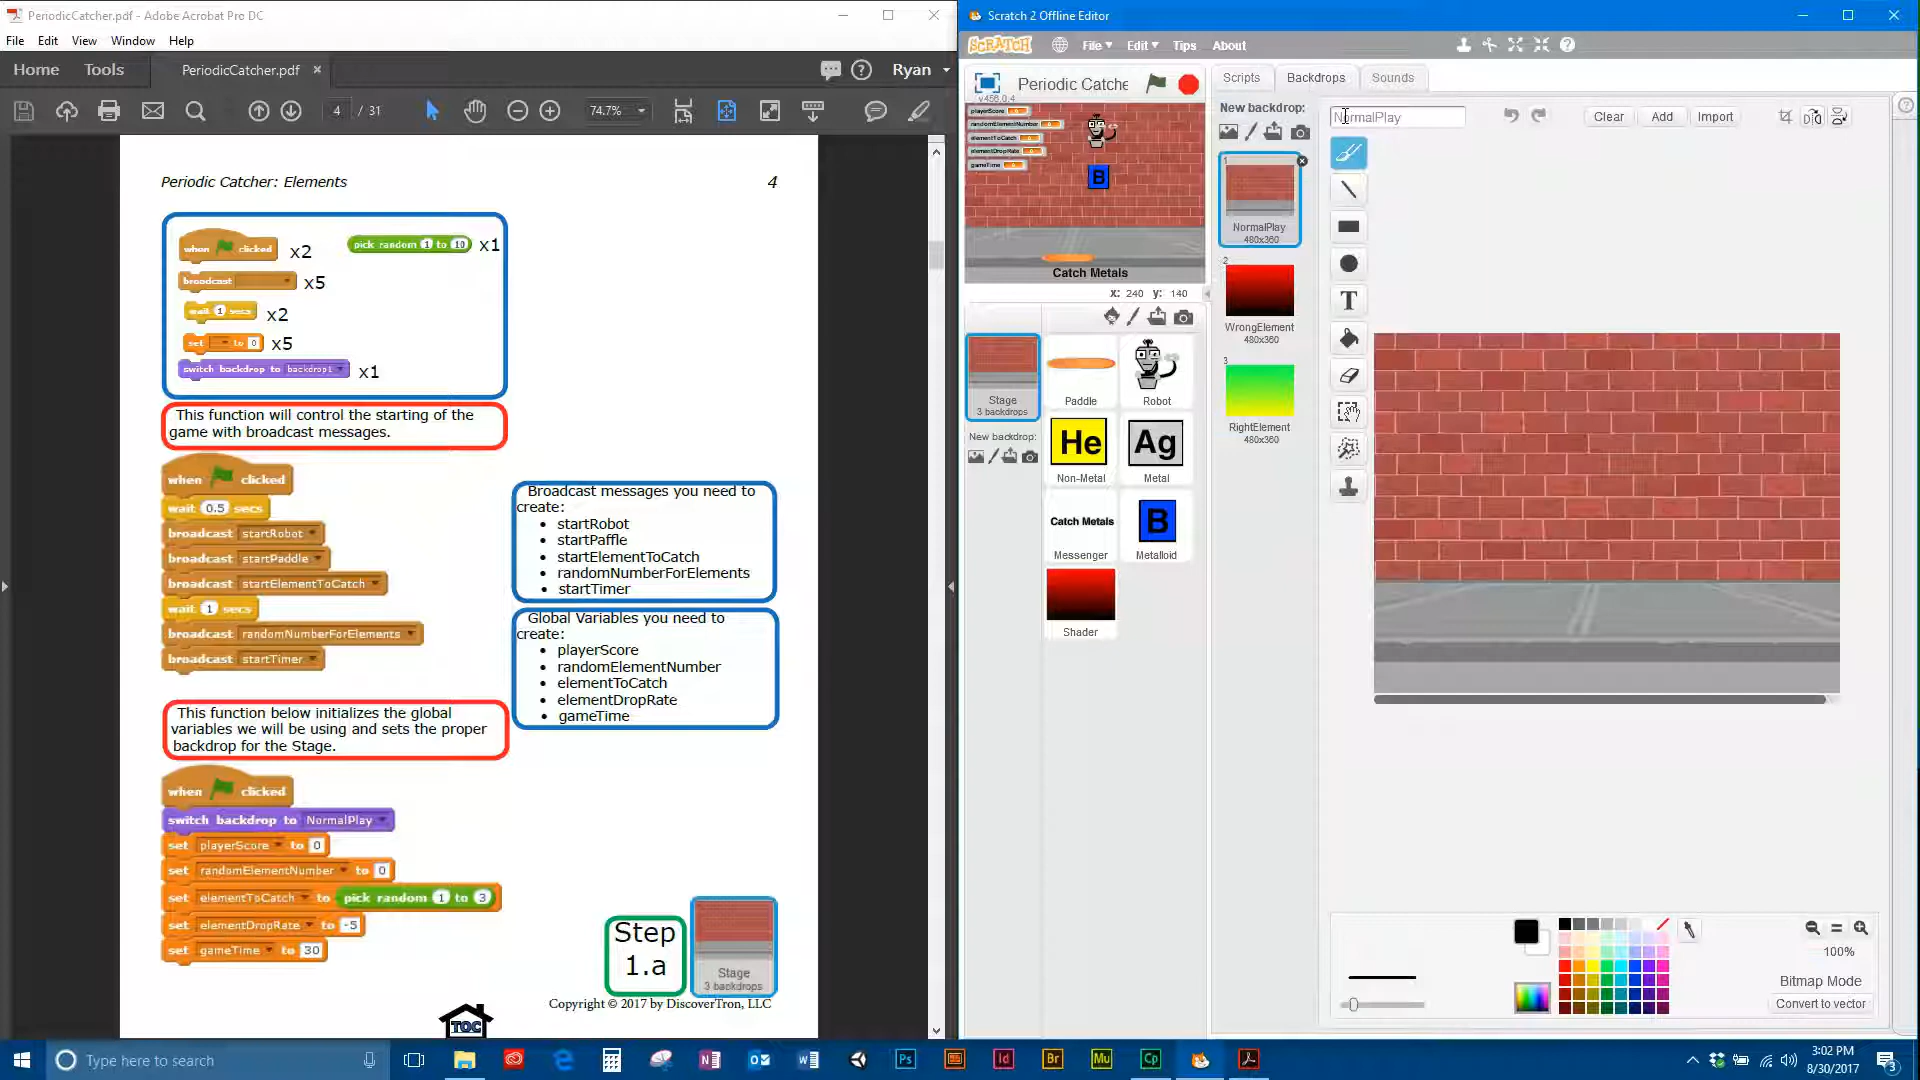 PeriodicCatcher.pdf - Adobe Acrobat Pro DC
File Edit View Window Help
Home Tools PeriodicCatcher.pdf × Ryan
4 / 31 74.7%
Periodic Catcher: Elements 4
when clicked x2 pick random 1 to 10 x1
broadcast x5
wait 1 secs x2
set to 0 x5
switch backdrop to backdrop1 x1
This function will control the starting of the
game with broadcast messages.
when clicked
wait 0.5 secs
broadcast startRobot
broadcast startPaddle
broadcast startElementToCatch
wait 1 secs
broadcast randomNumberForElements
broadcast startTimer
Broadcast messages you need to
create:
• startRobot
• startPaffle
• startElementToCatch
• randomNumberForElements
• startTimer
Global Variables you need to
create:
• playerScore
• randomElementNumber
• elementToCatch
• elementDropRate
• gameTime
This function below initializes the global
variables we will be using and sets the proper
backdrop for the Stage.
when clicked
switch backdrop to NormalPlay
set playerScore to 0
set randomElementNumber to 0
set elementToCatch to pick random 1 to 3
set elementDropRate to -5
set gameTime to 30
Step
1.a
Stage
3 backdrops
Copyright © 2017 by DiscoverTron, LLC
TOC
Scratch 2 Offline Editor
SCRATCH File Edit Tips About
Periodic Catche
v456.0.4
playerScore
randomElementNumber
elementToCatch
elementDropRate
gameTime
B
Catch Metals
x: 240 y: 140
Stage
3 backdrops
New backdrop:
Paddle
Robot
He
Non-Metal
Ag
Metal
Catch Metals
Messenger
B
Metalloid
Shader
Scripts Backdrops Sounds
New backdrop:
1
NormalPlay
480x360
2
WrongElement
480x360
3
RightElement
480x360
NormalPlay
Clear Add Import
T
100%
Bitmap Mode
Convert to vector
Type here to search
3:02 PM
8/30/2017